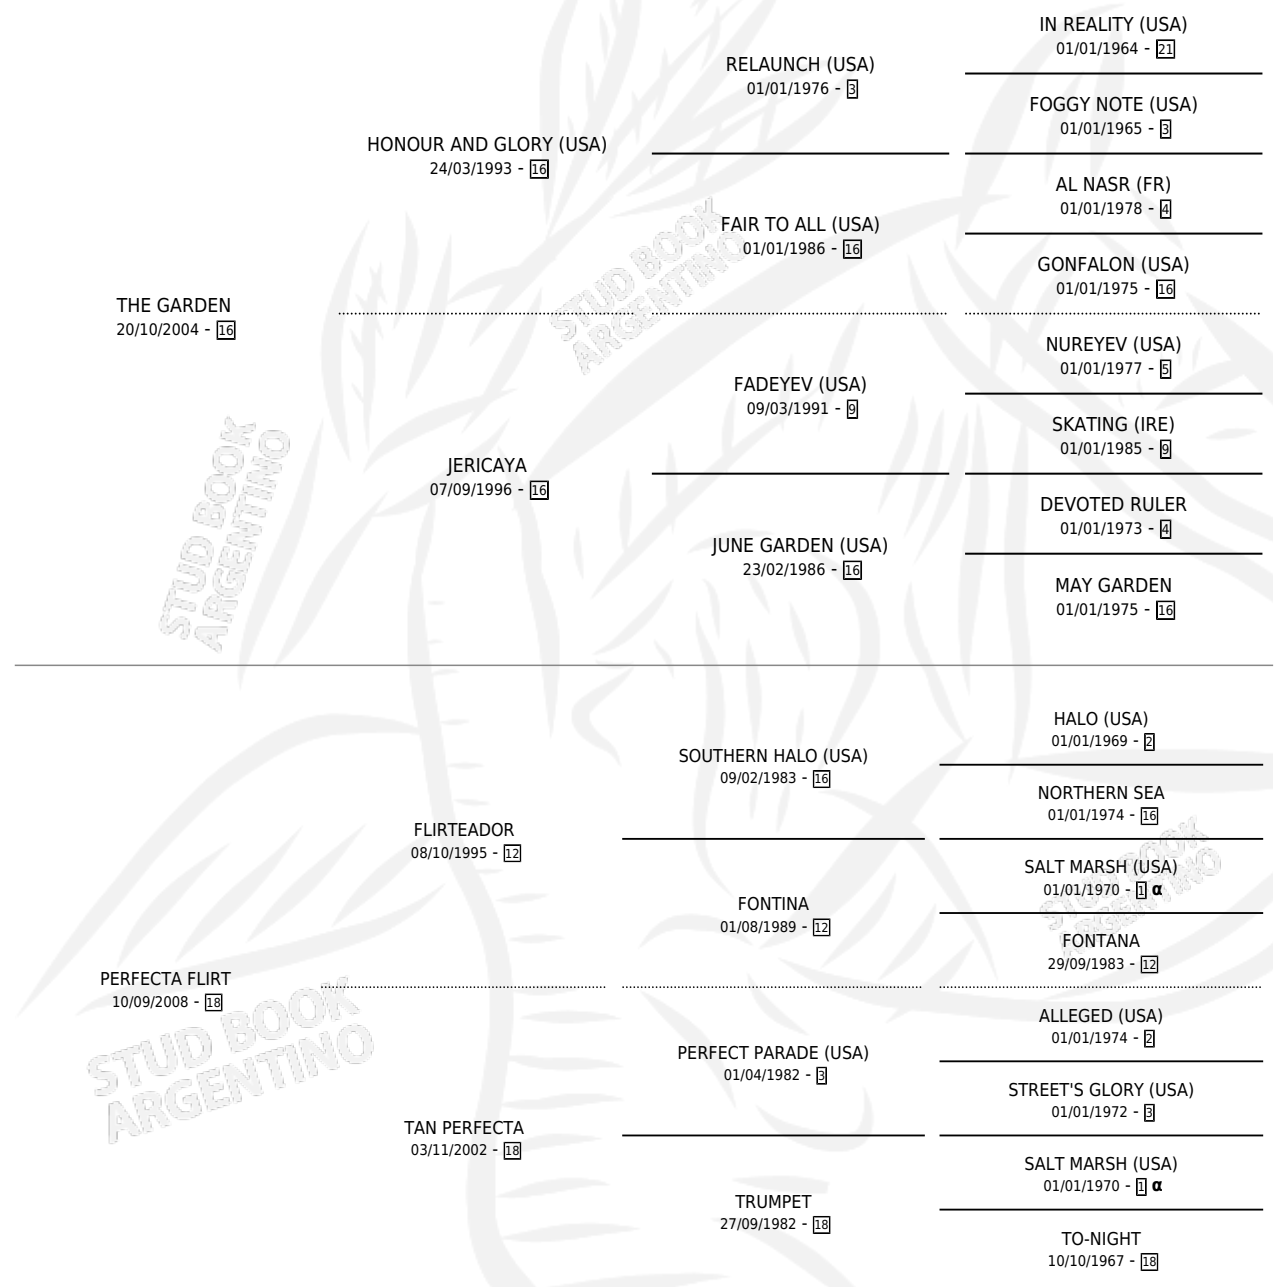 IN REALITY (USA)
01/01/1964 - 21
RELAUNCH (USA)
01/01/1976 - 3
FOGGY NOTE (USA)
01/01/1965 - 3
HONOUR AND GLORY (USA)
24/03/1993 - 16
AL NASR (FR)
01/01/1978 - 4
FAIR TO ALL (USA)
01/01/1986 - 16
GONFALON (USA)
01/01/1975 - 16
THE GARDEN
20/10/2004 - 16
NUREYEV (USA)
01/01/1977 - 5
FADEYEV (USA)
09/03/1991 - 9
SKATING (IRE)
01/01/1985 - 9
JERICAYA
07/09/1996 - 16
DEVOTED RULER
01/01/1973 - 4
JUNE GARDEN (USA)
23/02/1986 - 16
MAY GARDEN
01/01/1975 - 16
HALO (USA)
01/01/1969 - 2
SOUTHERN HALO (USA)
09/02/1983 - 16
NORTHERN SEA
01/01/1974 - 16
FLIRTEADOR
08/10/1995 - 12
SALT MARSH (USA)
01/01/1970 - 1 α
FONTINA
01/08/1989 - 12
FONTANA
29/09/1983 - 12
PERFECTA FLIRT
10/09/2008 - 18
ALLEGED (USA)
01/01/1974 - 2
PERFECT PARADE (USA)
01/04/1982 - 3
STREET'S GLORY (USA)
01/01/1972 - 3
TAN PERFECTA
03/11/2002 - 18
SALT MARSH (USA)
01/01/1970 - 1 α
TRUMPET
27/09/1982 - 18
TO-NIGHT
10/10/1967 - 18
STUD BOOK
ARGENTINO
STUD BOOK
ARGENTINO
STUD BOOK
ARGENTINO
STUD BOOK
ARGENTINO